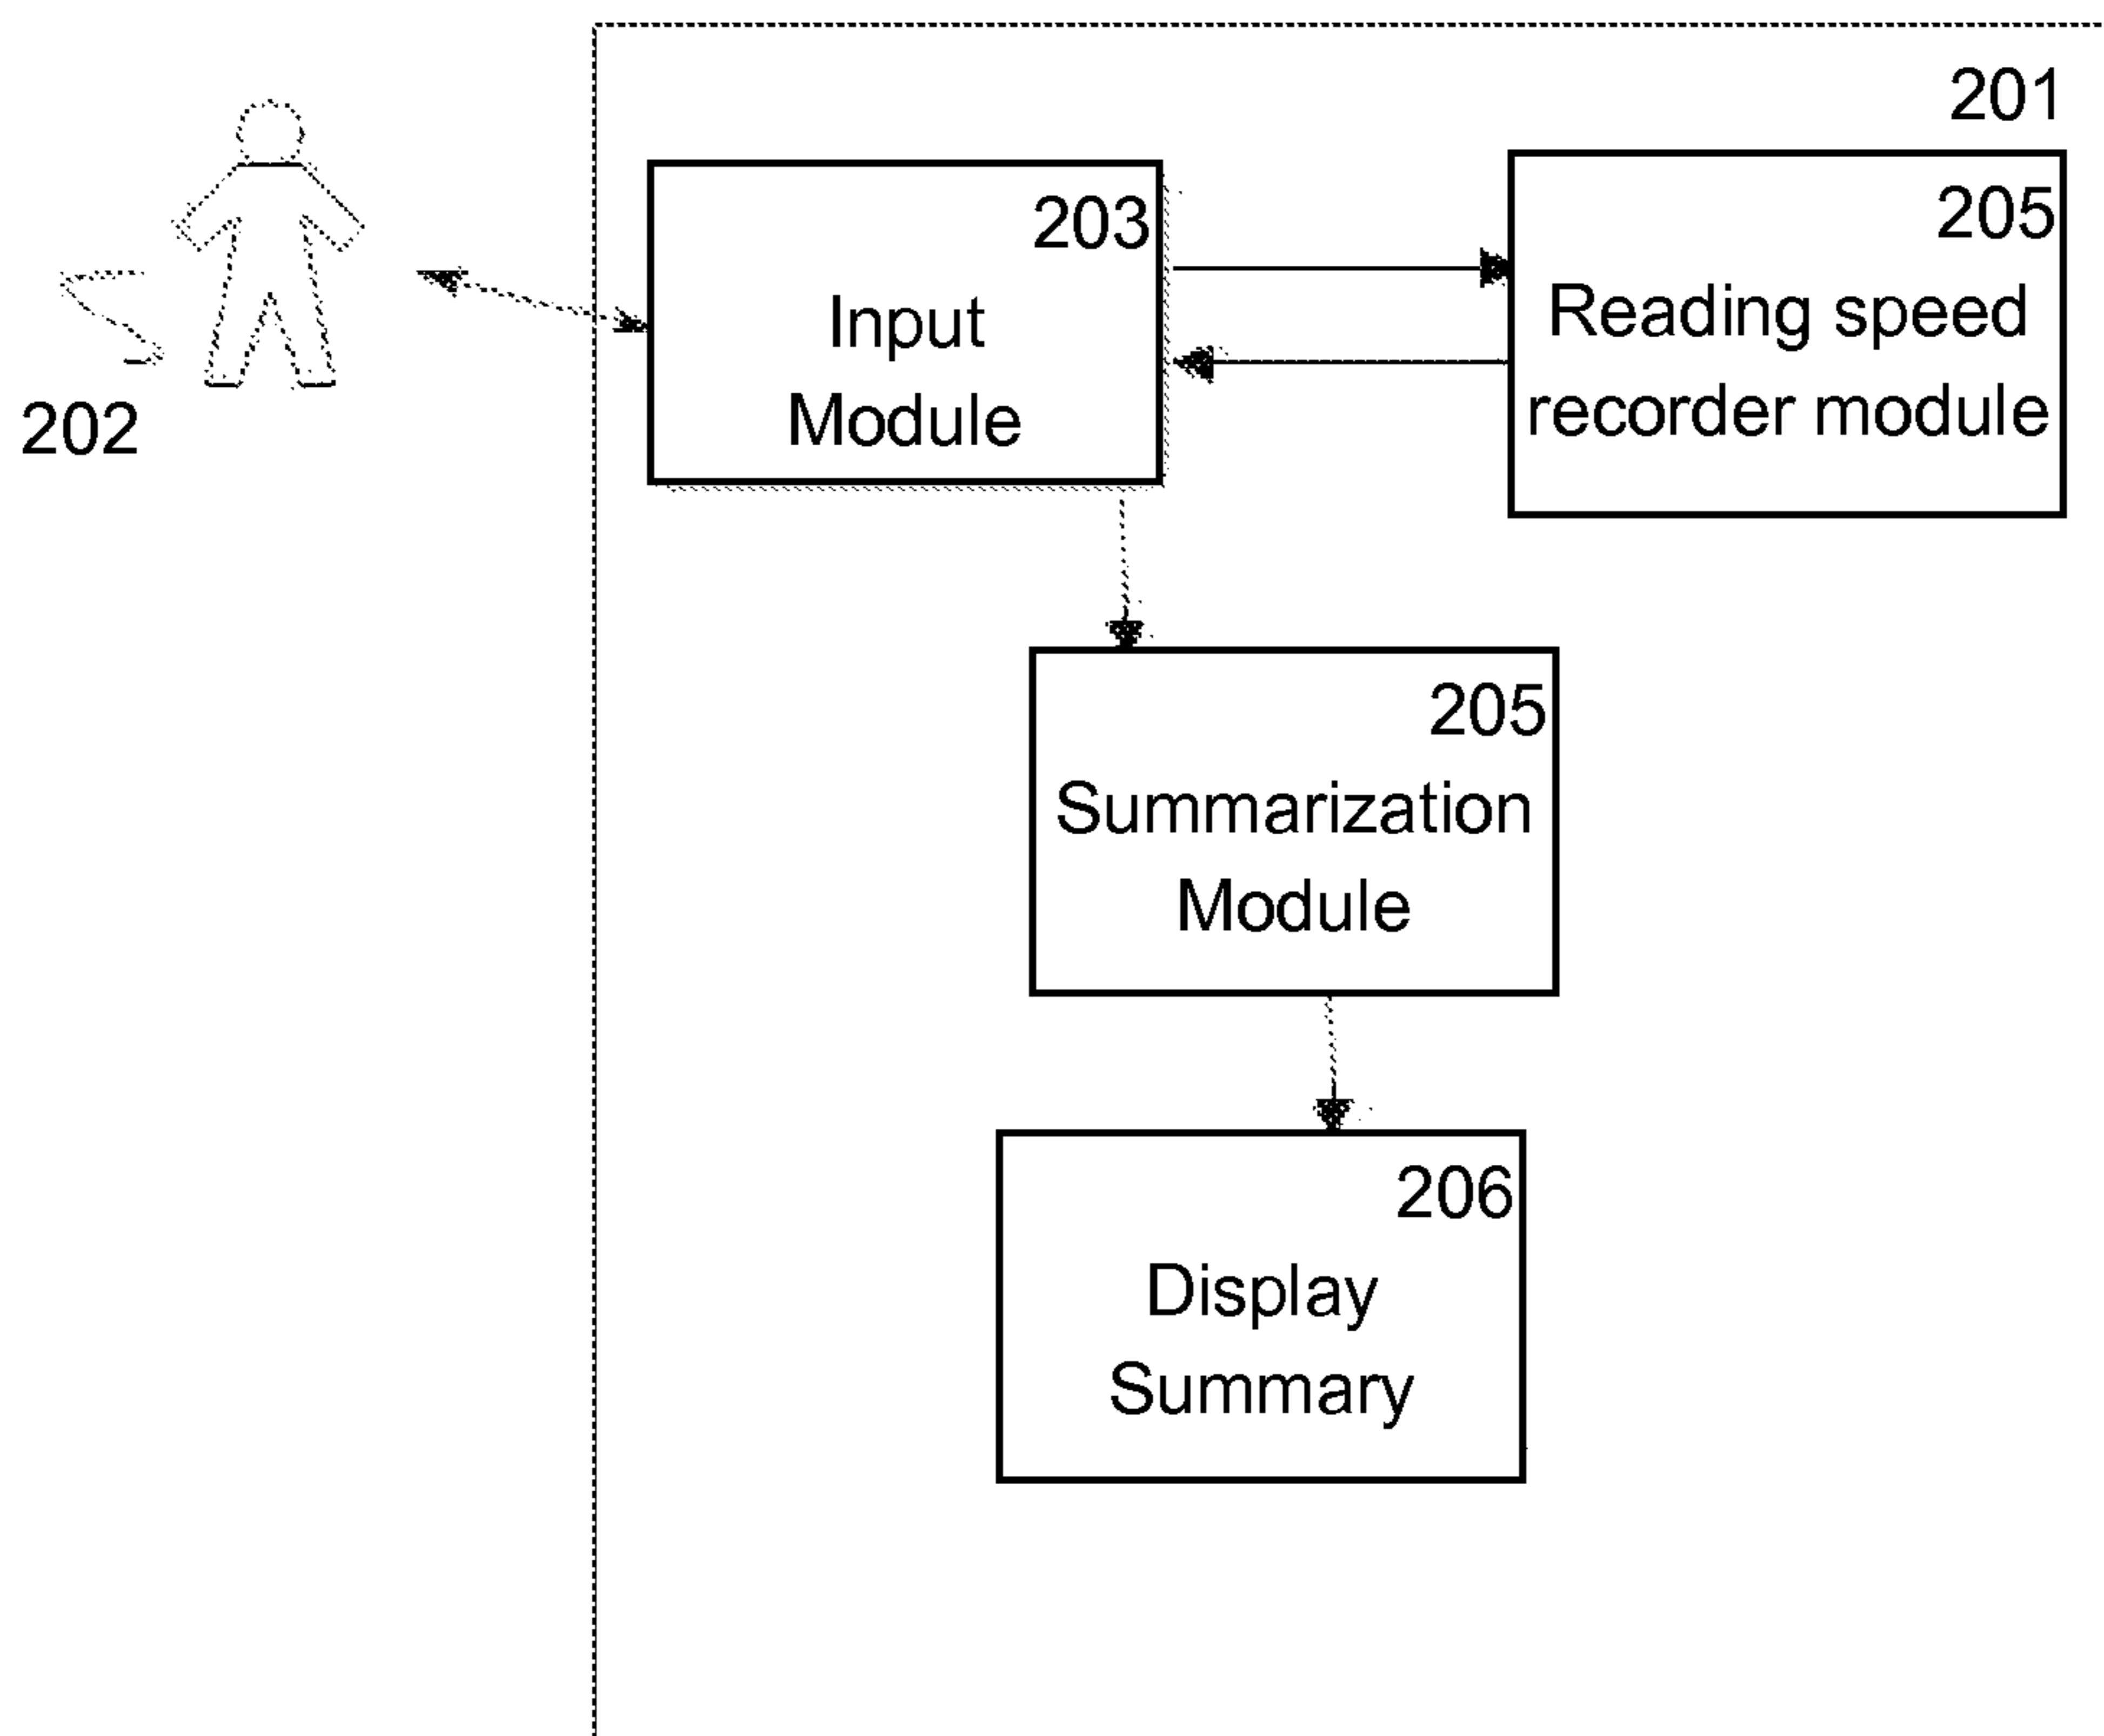 201
203
Input
Module
205
Reading speed
recorder module
202
205
Summarization
Module
206
Display
Summary